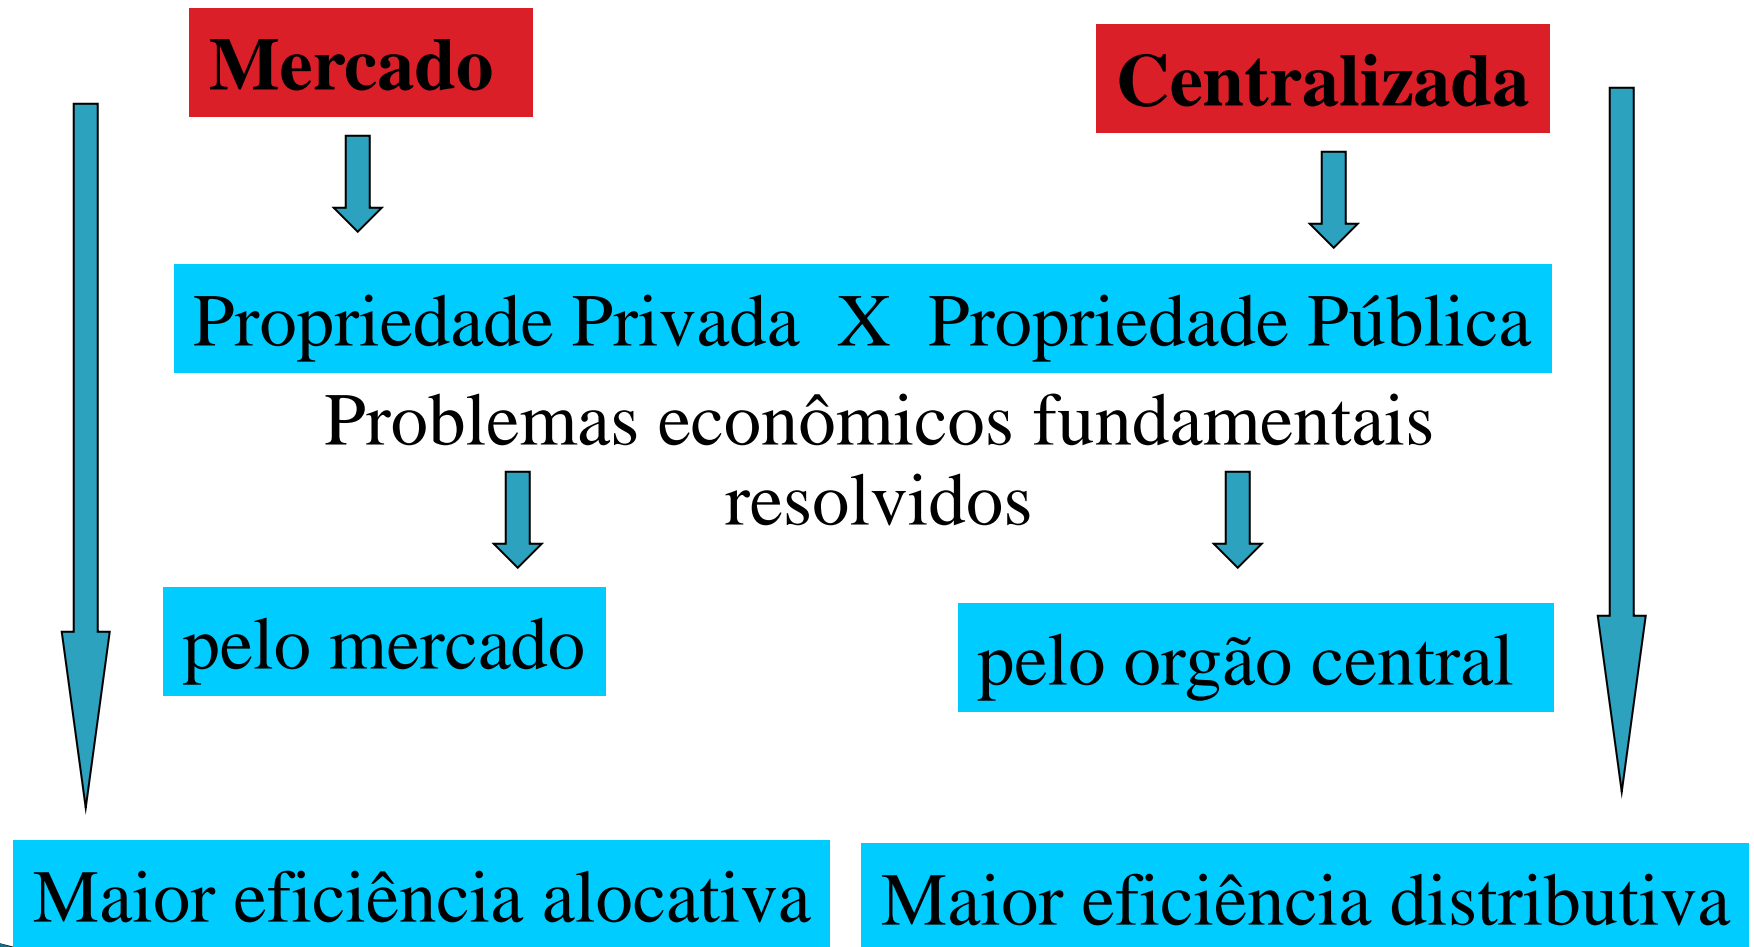 Mercado
Centralizada
Propriedade Privada X Propriedade Pública
Problemas econômicos fundamentais
resolvidos
pelo mercado
pelo orgão central
Maior eficiência alocativa
Maior eficiência distributiva